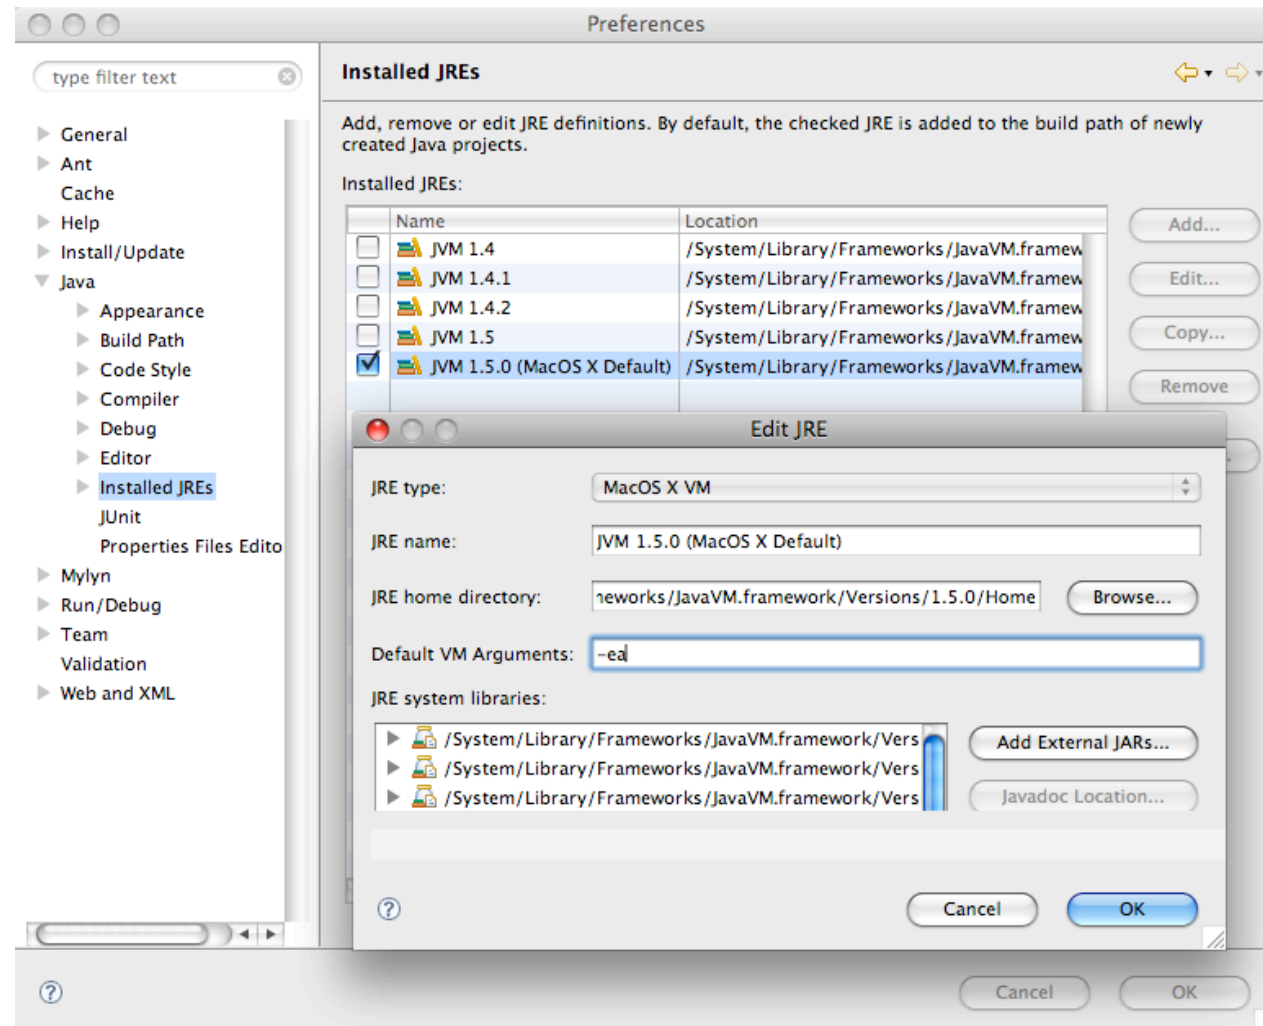 Preferences
type filter text
General
Ant
Cache
Help
Install/Update
Java
Appearance
Build Path
Code Style
Compiler
Debug
Editor
Installed JREs
JUnit
Properties Files Edito
Mylyn
Run/Debug
Team
Validation
Web and XML
Installed JREs
Add, remove or edit JRE definitions. By default, the checked JRE is added to the build path of newly
created Java projects.
Installed JREs:
Name Location
JVM 1.4 /System/Library/Frameworks/JavaVM.framew
JVM 1.4.1 /System/Library/Frameworks/JavaVM.framew
JVM 1.4.2 /System/Library/Frameworks/JavaVM.framew
JVM 1.5 /System/Library/Frameworks/JavaVM.framew
JVM 1.5.0 (MacOS X Default) /System/Library/Frameworks/JavaVM.framew
Add...
Edit...
Copy...
Remove
Edit JRE
JRE type: MacOS X VM
JRE name: JVM 1.5.0 (MacOS X Default)
JRE home directory: neworks/JavaVM.framework/Versions/1.5.0/Home Browse...
Default VM Arguments: -ea
JRE system libraries:
/System/Library/Frameworks/JavaVM.framework/Vers
/System/Library/Frameworks/JavaVM.framework/Vers
/System/Library/Frameworks/JavaVM.framework/Vers
Add External JARs...
Javadoc Location...
Cancel OK
Cancel OK